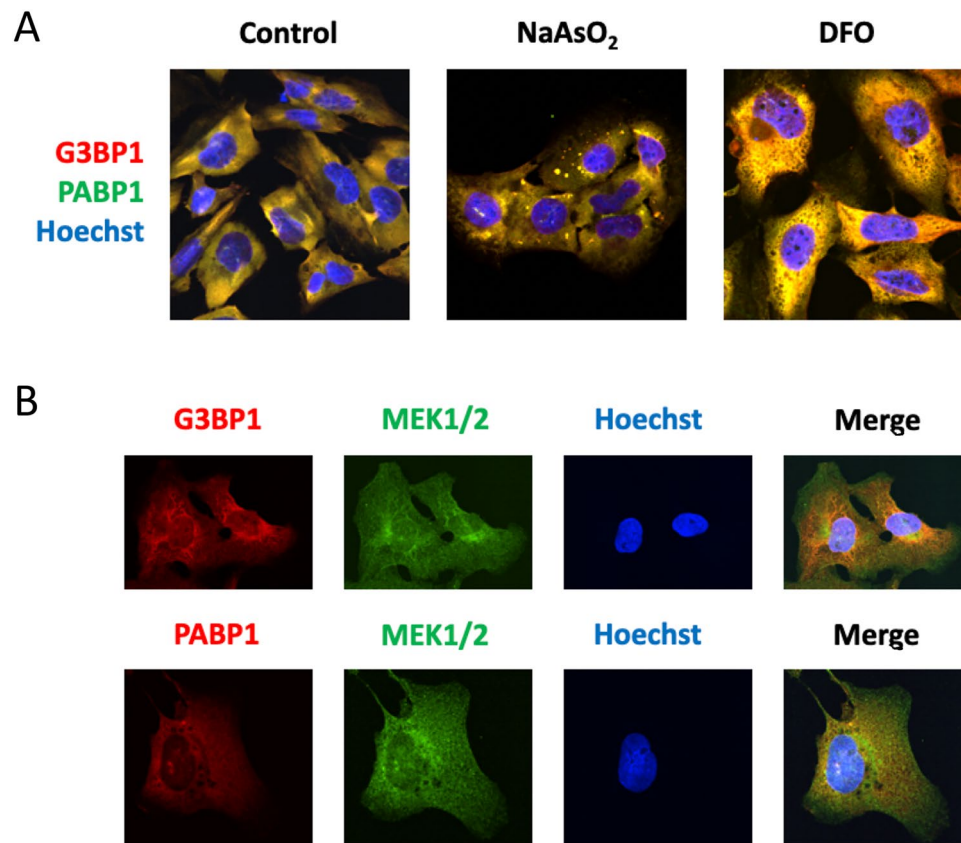 A
Control NaAsO₂ DFO
G3BP1
PABP1
Hoechst
B
G3BP1 MEK1/2 Hoechst Merge
PABP1 MEK1/2 Hoechst Merge